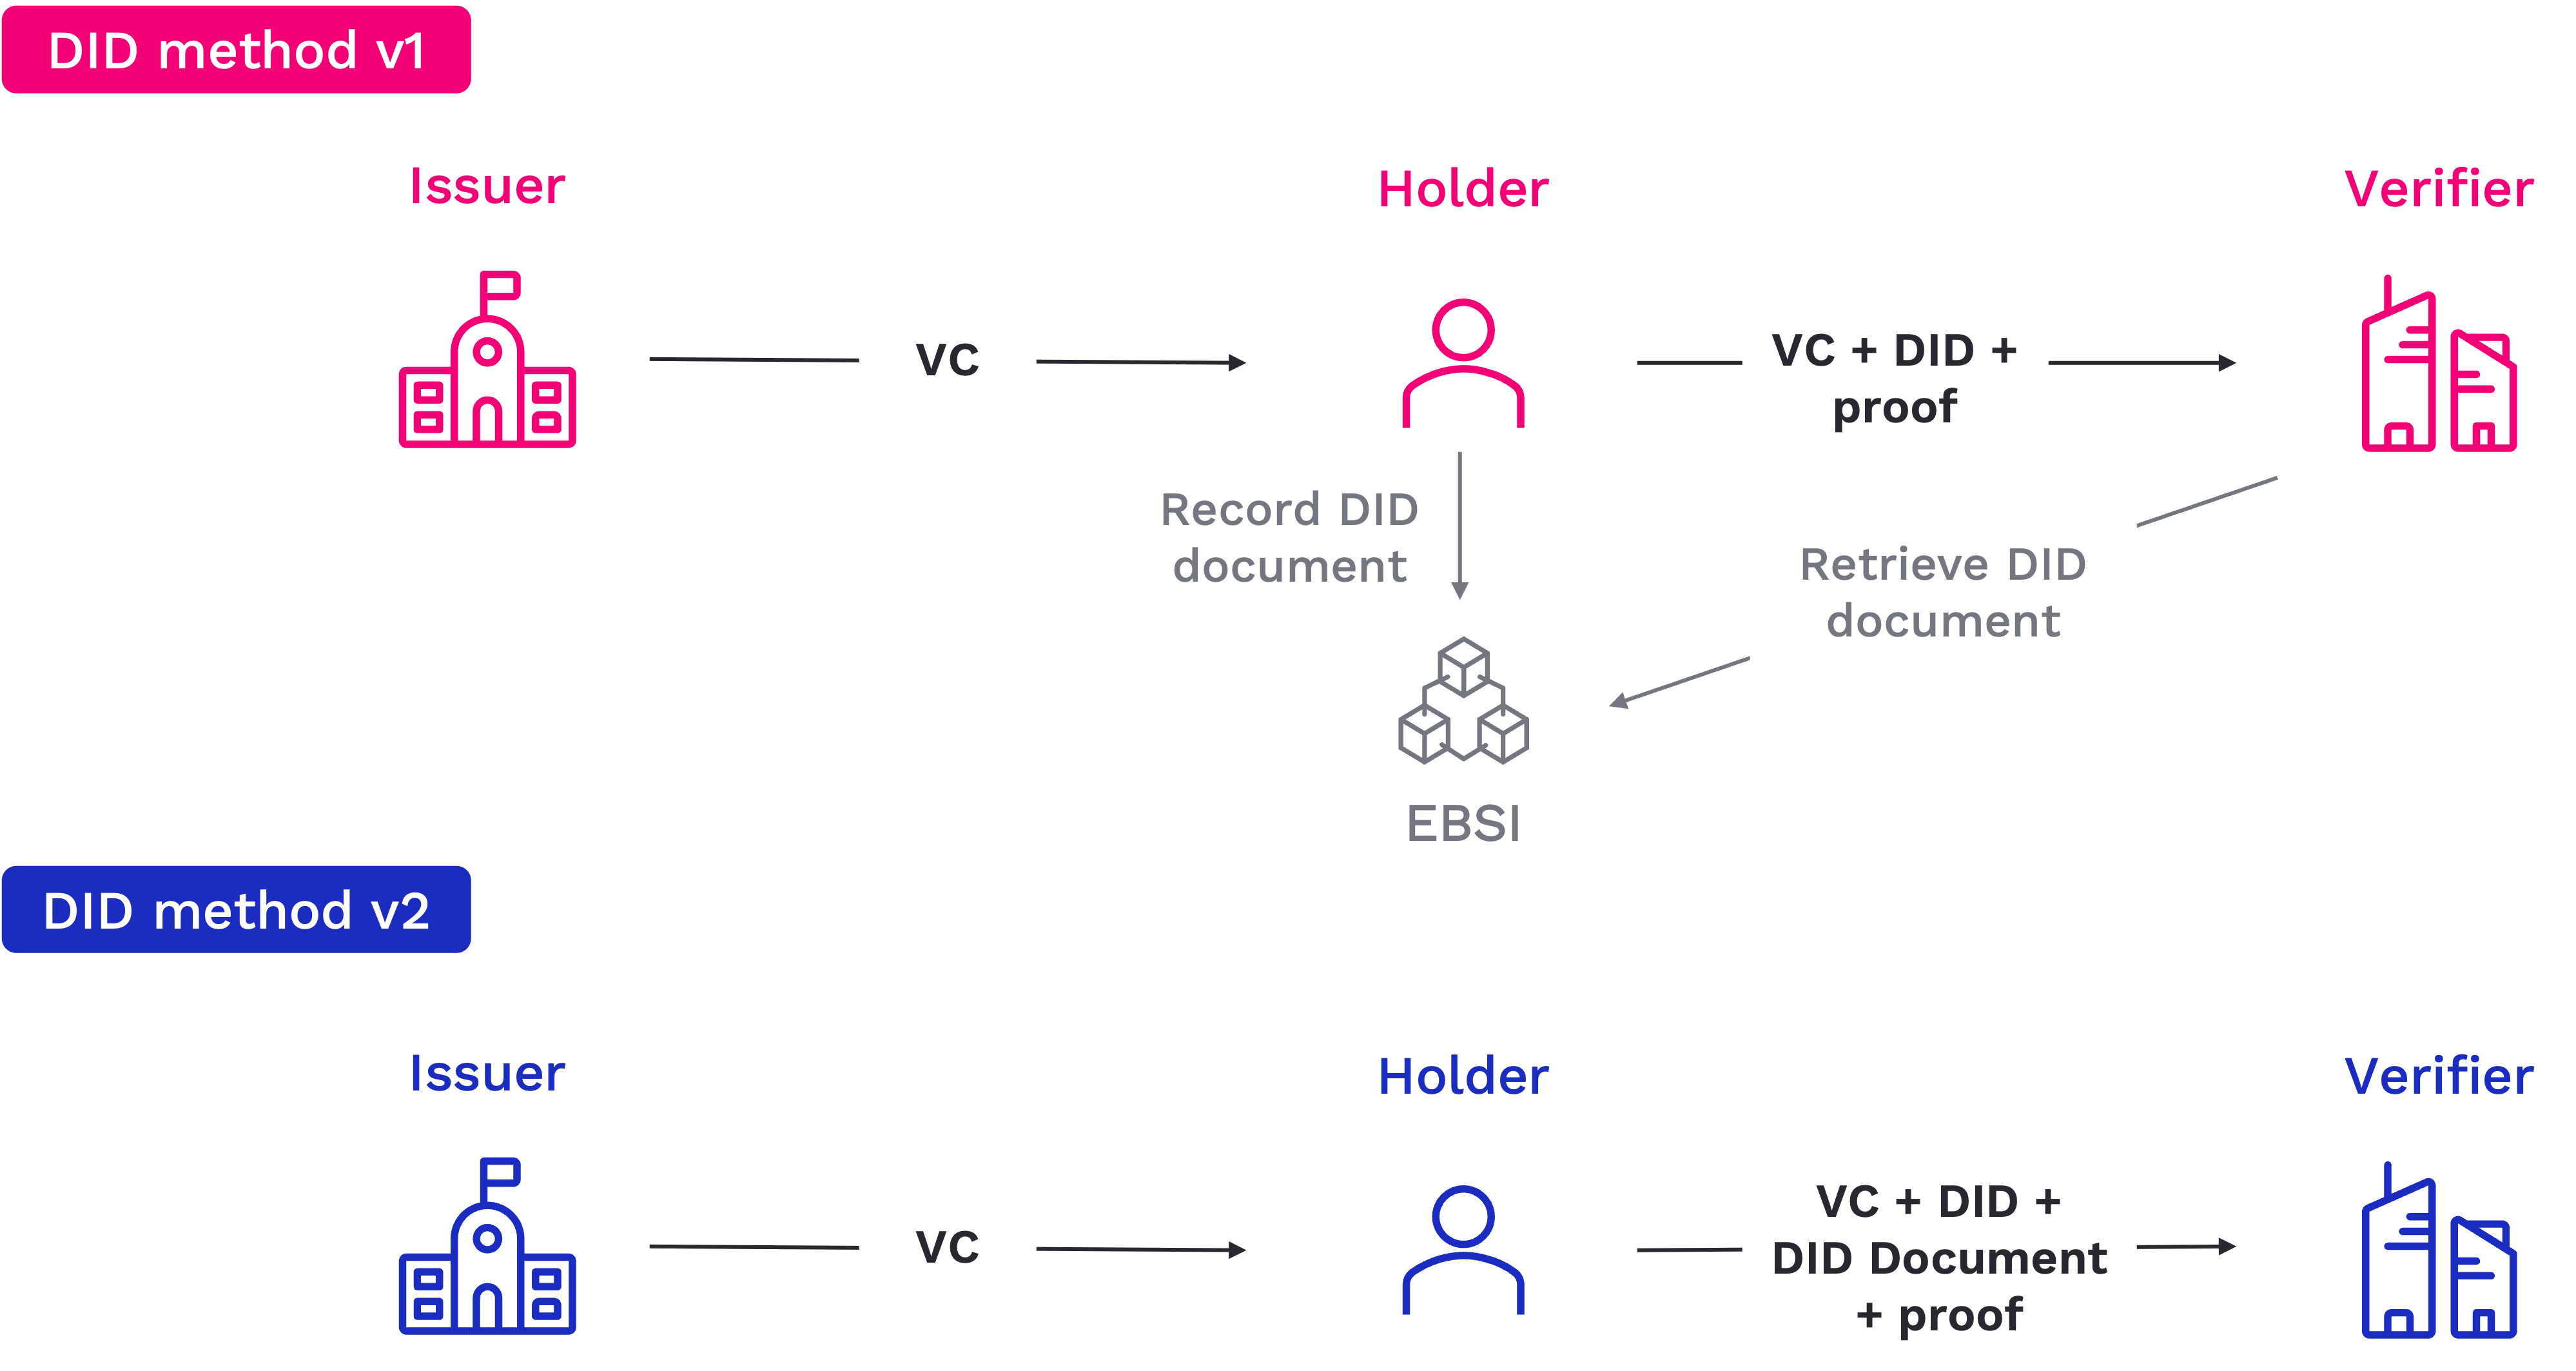 DID method v1
Issuer
Holder
Verifier
VC
VC + DID +
proof
Record DID
document
Retrieve DID
document
EBSI
DID method v2
Issuer
Holder
Verifier
VC
VC + DID +
DID Document
+ proof